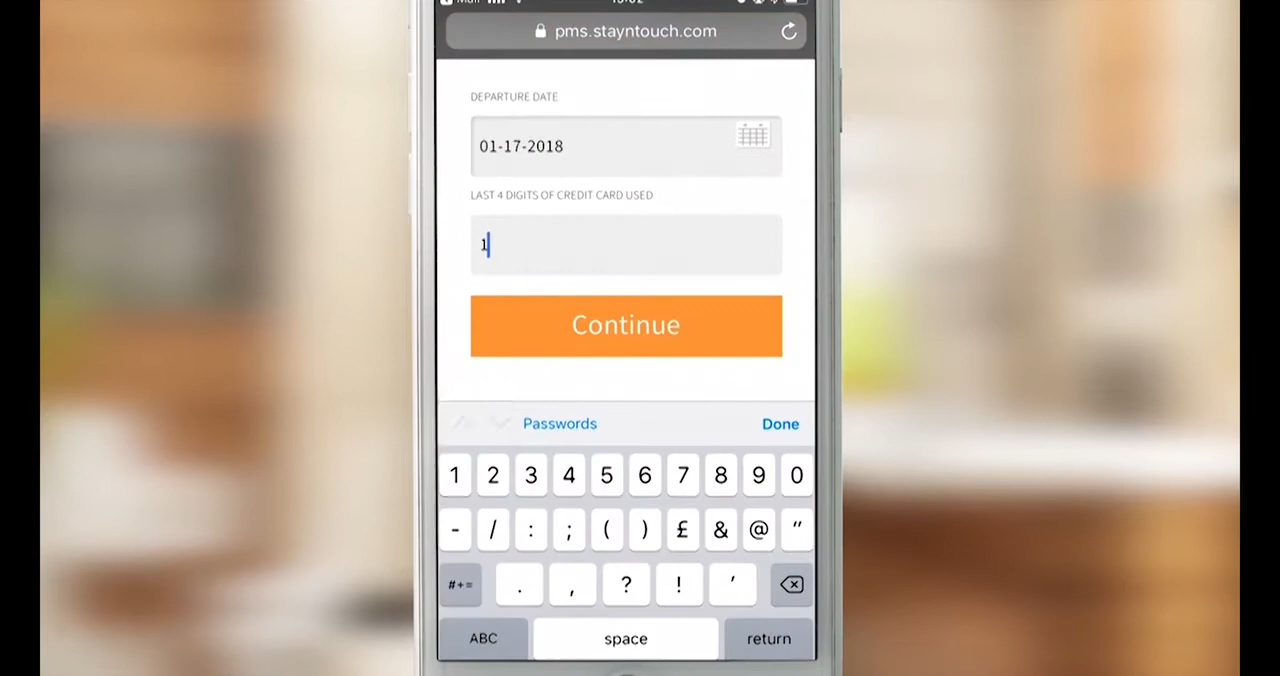 pms.stayntouch.com
DEPARTURE DATE
01-17-2018
LAST 4 DIGITS OF CREDIT CARD USED
1
Continue
Passwords Done
1 2 3 4 5 6 7 8 9 0
- / : ; ( ) £ & @ "
#+= . , ? ! '
ABC space return